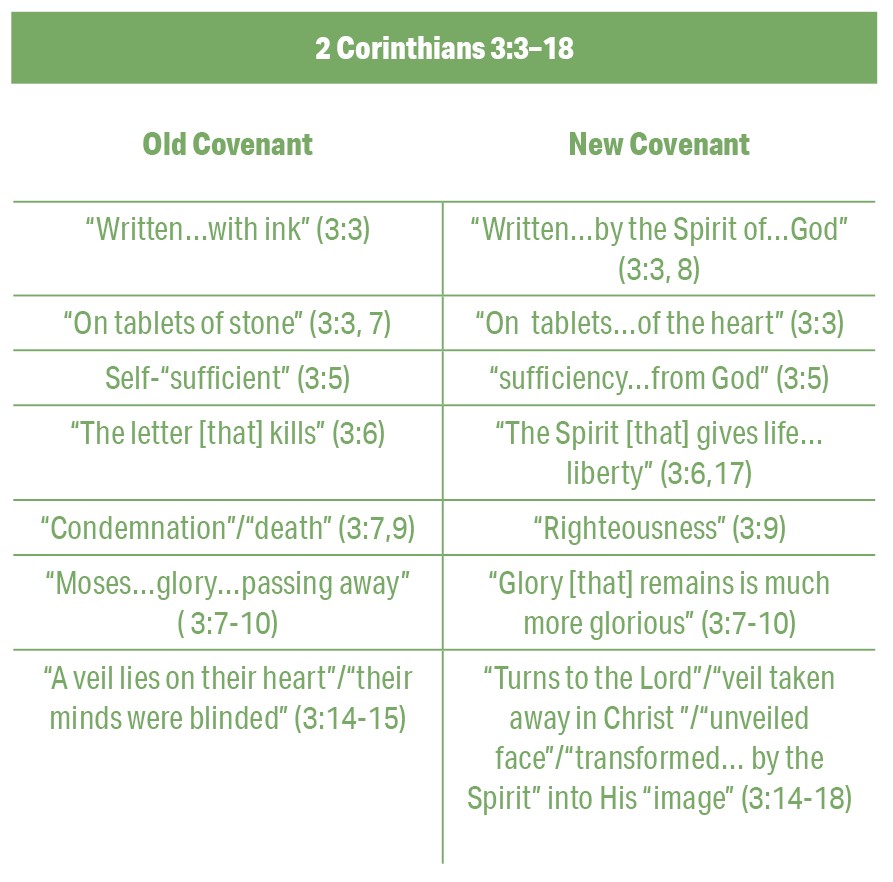 2 Corinthians 3:3–18
Old Covenant
New Covenant
“Written...with ink” (3:3)
“Written...by the Spirit of...God”
(3:3, 8)
“On tablets of stone” (3:3, 7)
“On  tablets...of the heart” (3:3)
Self-“sufficient” (3:5)
“sufficiency...from God” (3:5)
“The letter [that] kills” (3:6)
“The Spirit [that] gives life...
liberty” (3:6,17)
“Condemnation”/“death” (3:7,9)
“Righteousness” (3:9)
“Moses...glory...passing away”
( 3:7-10)
“Glory [that] remains is much
more glorious” (3:7-10)
“A veil lies on their heart”/“their
minds were blinded” (3:14-15)
“Turns to the Lord”/“veil taken
away in Christ ”/“unveiled
face”/“transformed... by the
Spirit” into His “image” (3:14-18)